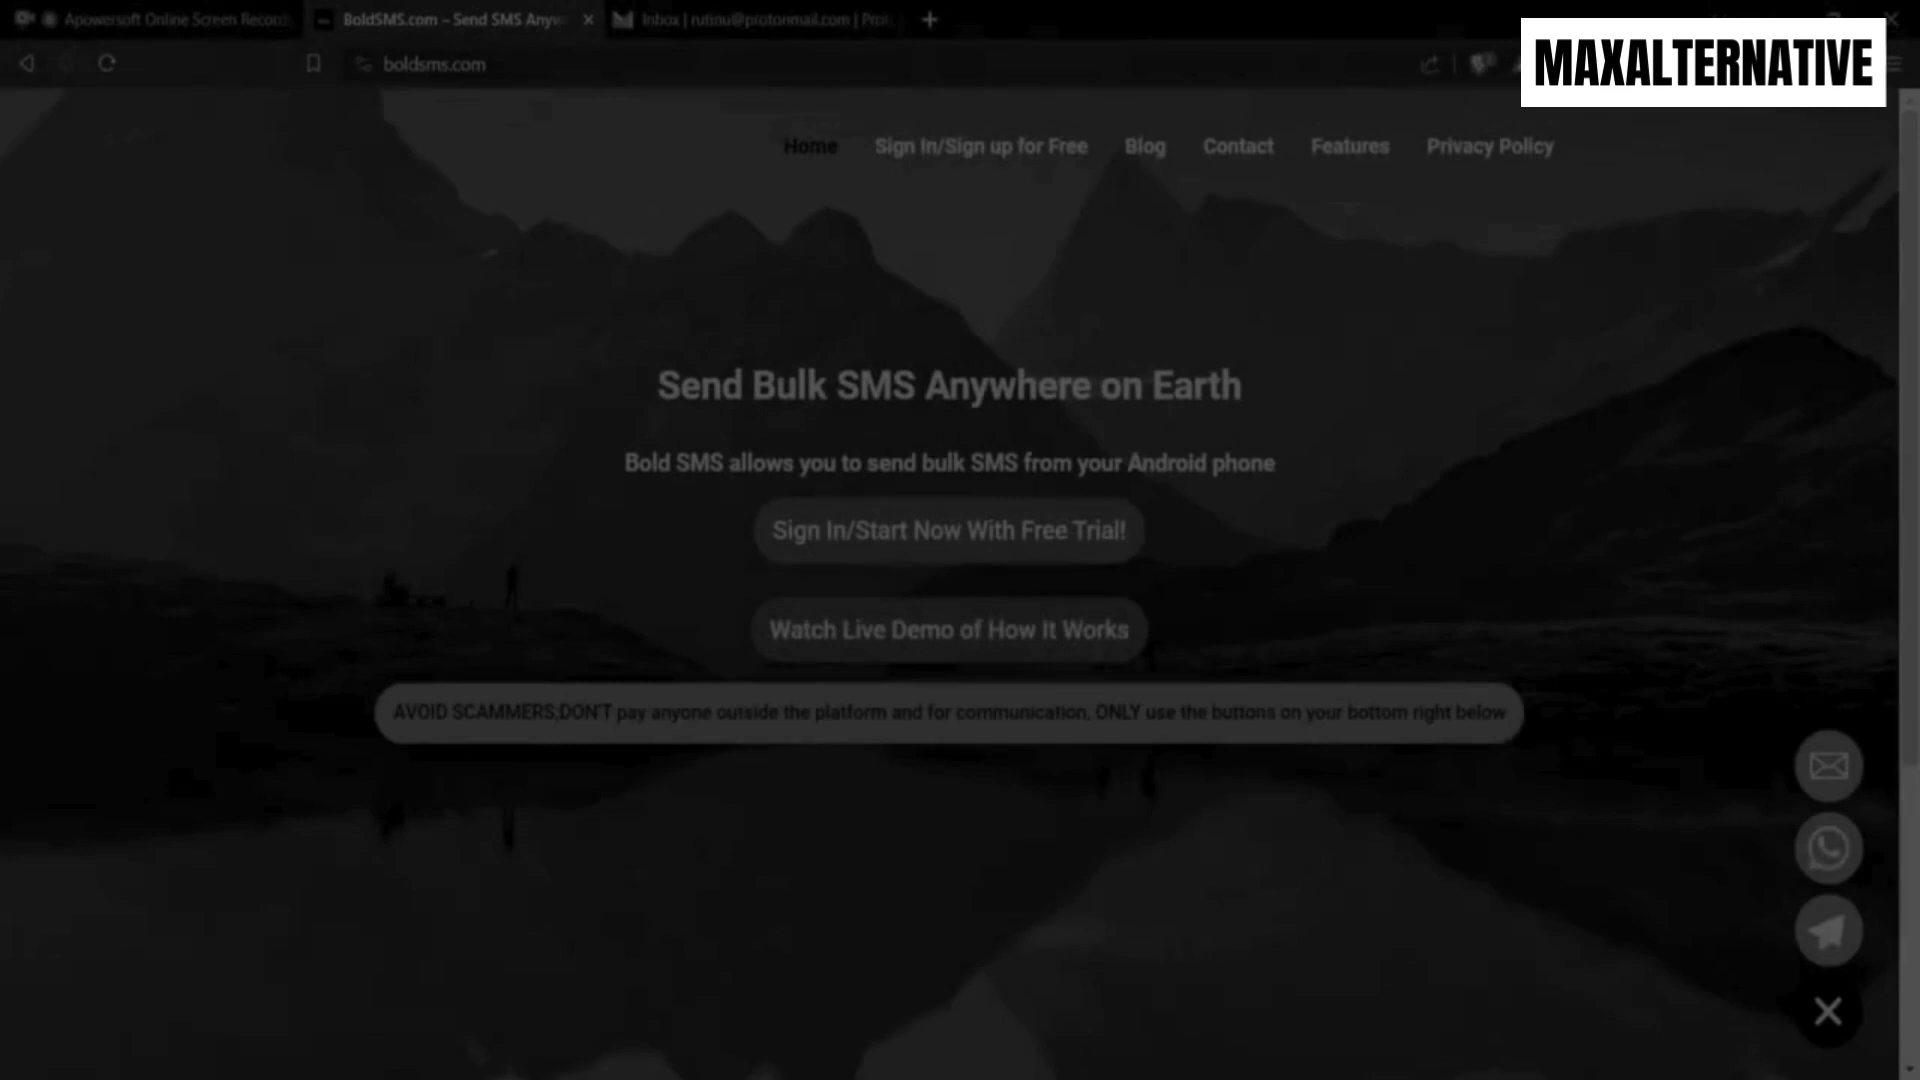 Apowersoft Online Screen Record
BoldSMS.com – Send SMS Anyw
Inbox | rutinu@protonmail.com | Prot
boldsms.com
MAXALTERNATIVE
Home
Sign In/Sign up for Free
Blog
Contact
Features
Privacy Policy
Send Bulk SMS Anywhere on Earth
Bold SMS allows you to send bulk SMS from your Android phone
Sign In/Start Now With Free Trial!
Watch Live Demo of How It Works
AVOID SCAMMERS;DON'T pay anyone outside the platform and for communication, ONLY use the buttons on your bottom right below